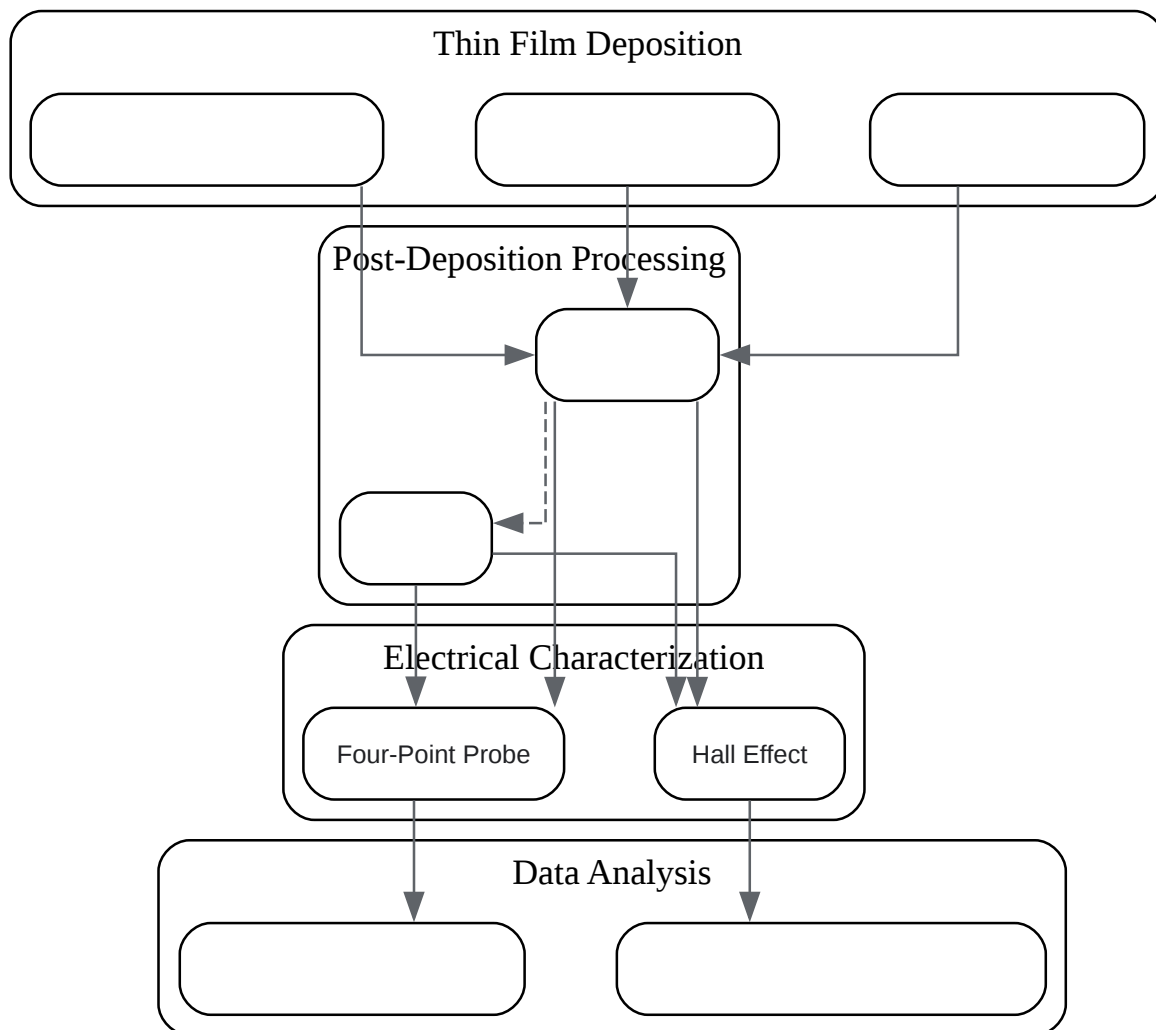 Thin Film Deposition
Post-Deposition Processing
Electrical Characterization
Four-Point Probe
Hall Effect
Data Analysis